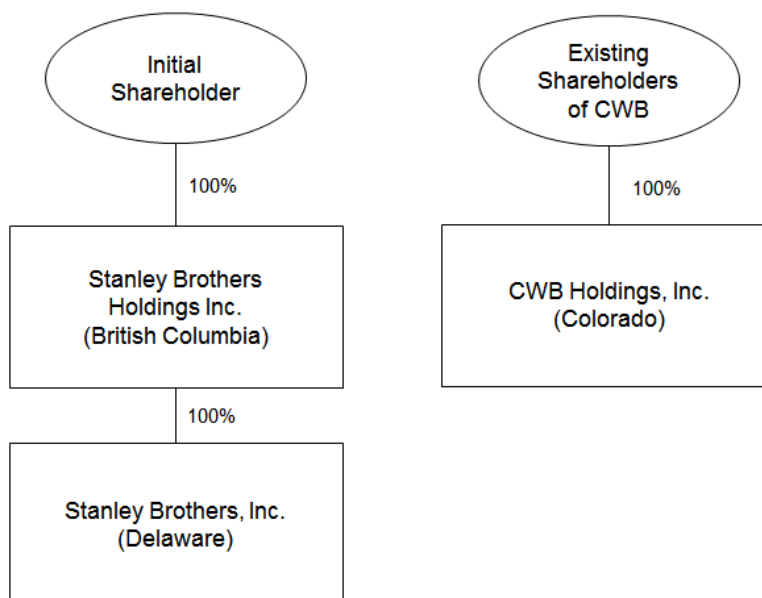 Initial
Shareholder
100%
Stanley Brothers
Holdings Inc.
(British Columbia)
100%
Stanley Brothers, Inc.
(Delaware)
Existing
Shareholders
of CWB
100%
CWB Holdings, Inc.
(Colorado)